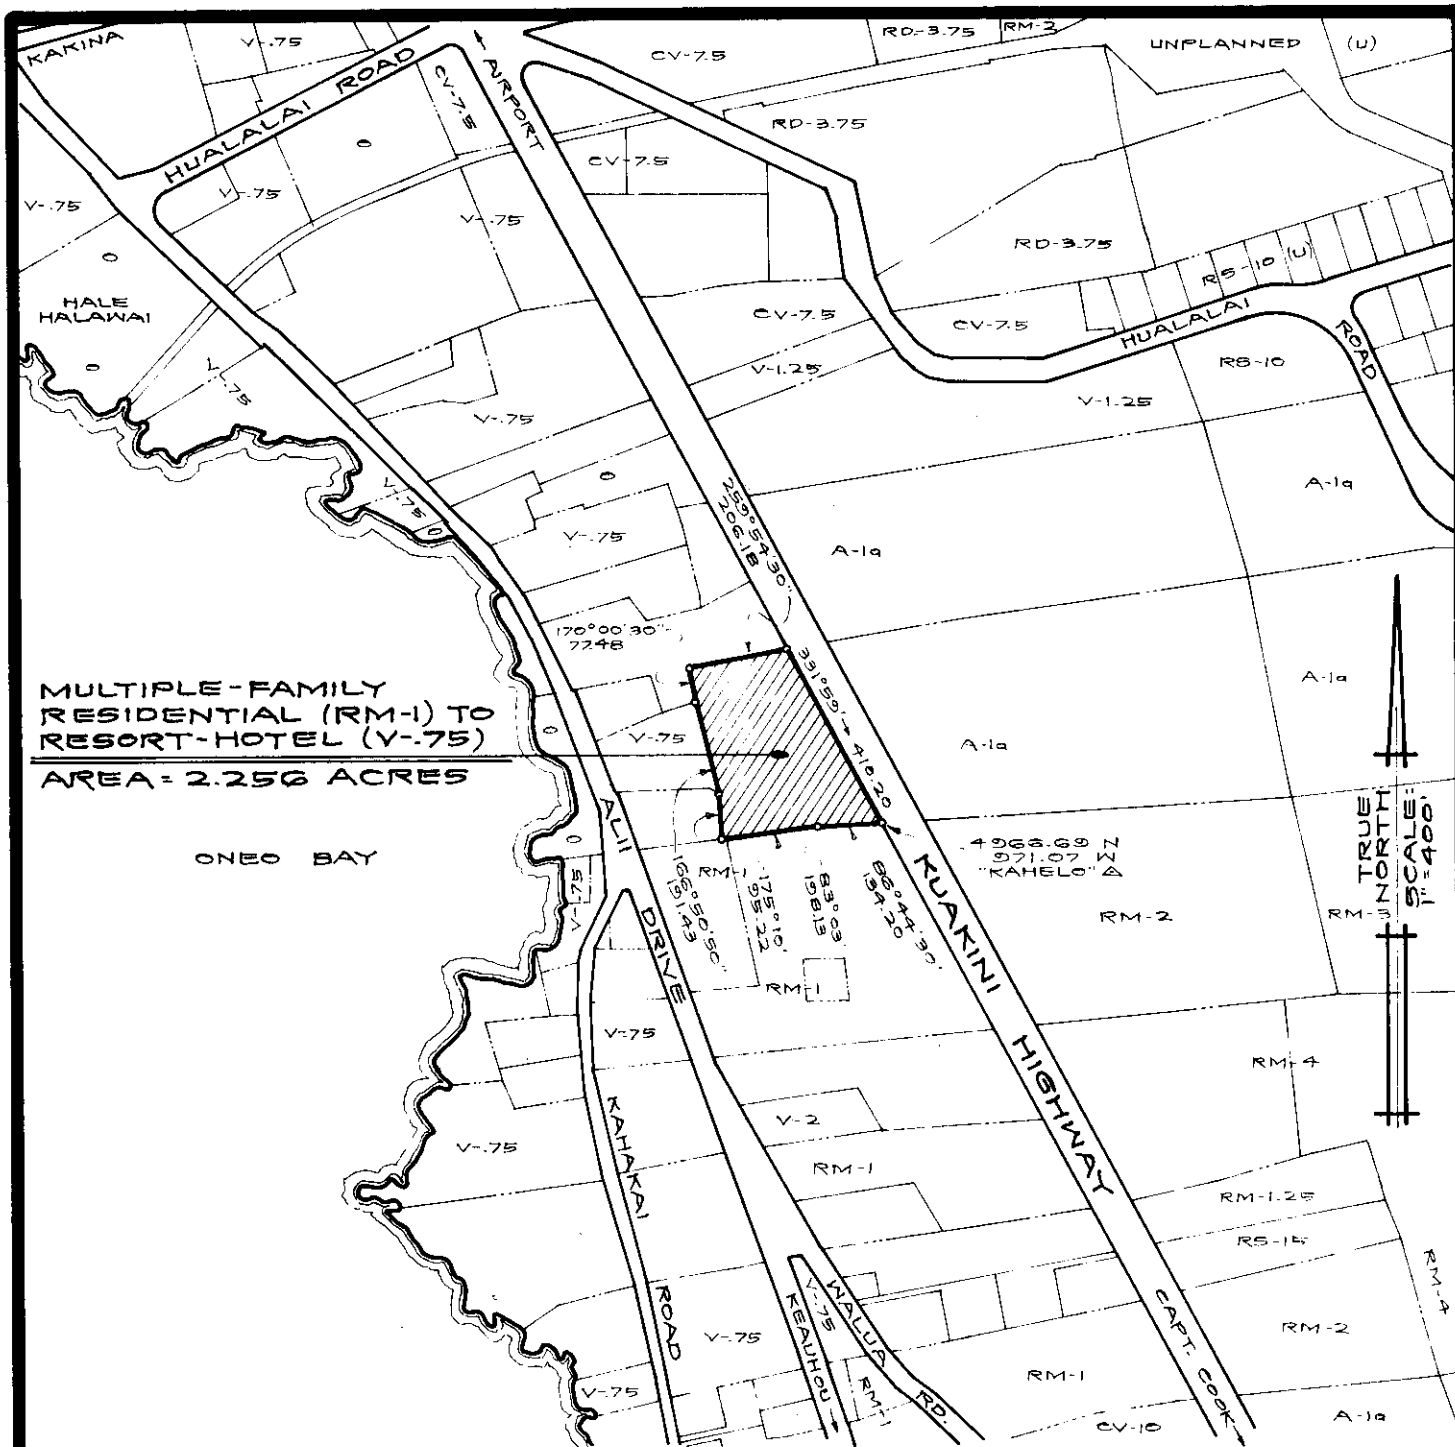 KAKINA
V-.75
HUALALAI ROAD
CV-7.5
AIRPORT
CV-7.5
RD-3.75
RM-2
UNPLANNED (U)
RD-3.75
CV-7.5
V-.75
V-.75
V-.75
RD-3.75
RS-10 (U)
HALE
HALAWAI
CV-7.5
CV-7.5
HUALALAI
ROAD
V-.75
V-1.25
RS-10
V-.75
V-1.25
V-.75
A-1a
V-.75
259°54'30"
206.18
A-1a
170°00'30"
77.48
MULTIPLE-FAMILY
RESIDENTIAL (RM-1) TO
RESORT-HOTEL (V-.75)
AREA = 2.256 ACRES
V-.75
331°59' 410.20
A-1a
A-1a
ALII
DRIVE
ONEO BAY
V-.75
RM-1
166°50'50"
191.43
175°10'
95.22
83°03'
198.13
86°44'30"
134.20
4968.69 N
971.07 W
"KAHELO" △
KUAKINI
HIGHWAY
TRUE
NORTH
SCALE:
1"=400'
RM-2
RM-3
RM-1
V-.75
RM-4
KAHAKAI
ROAD
V-2
V-.75
RM-1
RM-1.25
RS-15
RM-4
V-.75
V-.75
KEAUHOU
WALUA
RD.
CAPT. COOK
RM-2
V-.75
RM-1
RM-1
CV-10
A-1a